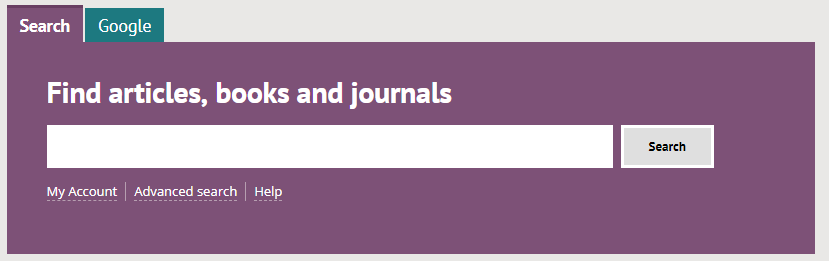 Search Google
Find articles, books and journals
Search
My Account Advanced search Help